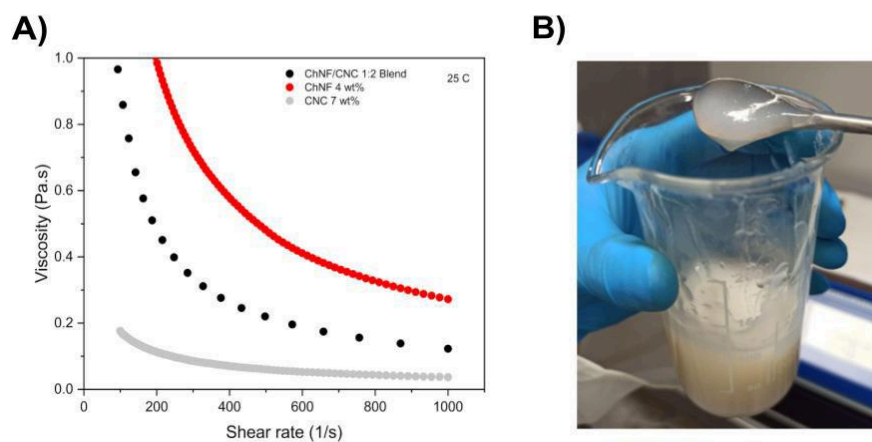 A)
B)
1.0
0.8
0.6
0.4
0.2
0.0
Viscosity (Pa.s)
ChNF/CNC 1:2 Blend
ChNF 4 wt%
CNC 7 wt%
25 C
0 200 400 600 800 1000
Shear rate (1/s)